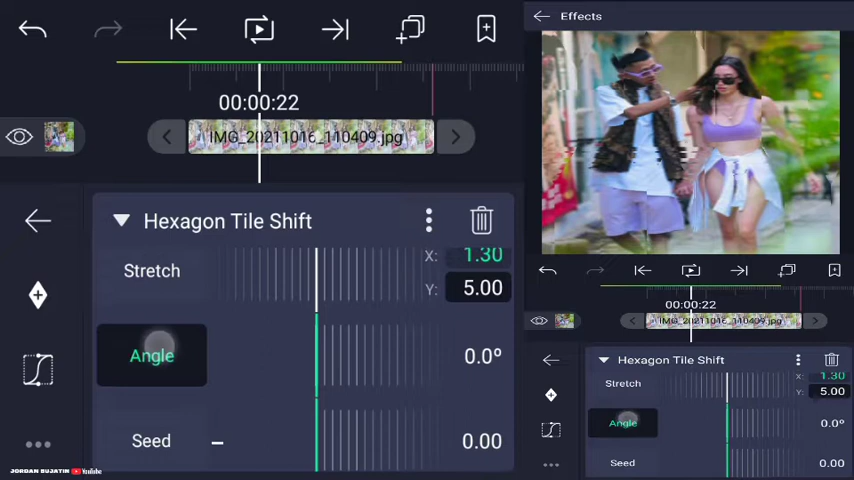 00:00:22
IMG_20211016_110409.jpg
Hexagon Tile Shift
Stretch
X: 1.30
Y: 5.00
Angle
0.0º
Seed
0.00
JORDAN BUJATIN YouTube
Effects
00:00:22
IMG_20211016_110409.jpg
Hexagon Tile Shift
Stretch
X: 1.30
Y: 5.00
Angle
0.0º
Seed
0.00